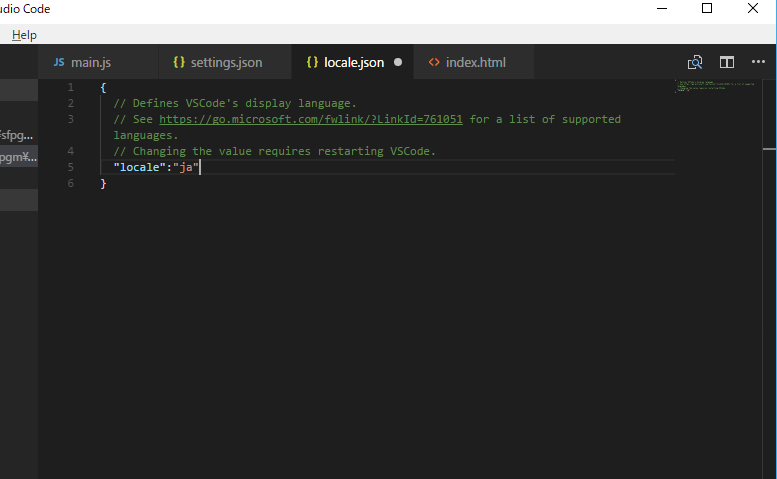 udio Code
Help
JS main.js
{} settings.json
{} locale.json
<> index.html
¥sfpg...
pgm¥...
1 {
2 // Defines VSCode's display language.
3 // See https://go.microsoft.com/fwlink/?LinkId=761051 for a list of supported
languages.
4 // Changing the value requires restarting VSCode.
5 "locale":"ja"
6 }